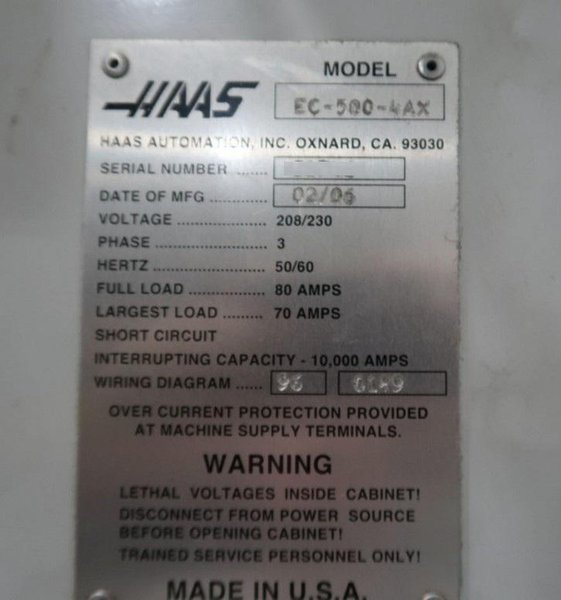 HAAS
MODEL
EC-500-4AX
HAAS AUTOMATION, INC. OXNARD, CA. 93030
SERIAL NUMBER .......
DATE OF MFG .......... 02/06
VOLTAGE .................. 208/230
PHASE ...................... 3
HERTZ ...................... 50/60
FULL LOAD .............. 80 AMPS
LARGEST LOAD ........ 70 AMPS
SHORT CIRCUIT
INTERRUPTING CAPACITY - 10,000 AMPS
WIRING DIAGRAM ...... 96
OVER CURRENT PROTECTION PROVIDED
AT MACHINE SUPPLY TERMINALS.
WARNING
LETHAL VOLTAGES INSIDE CABINET!
DISCONNECT FROM POWER SOURCE
BEFORE OPENING CABINET!
TRAINED SERVICE PERSONNEL ONLY!
MADE IN U.S.A.